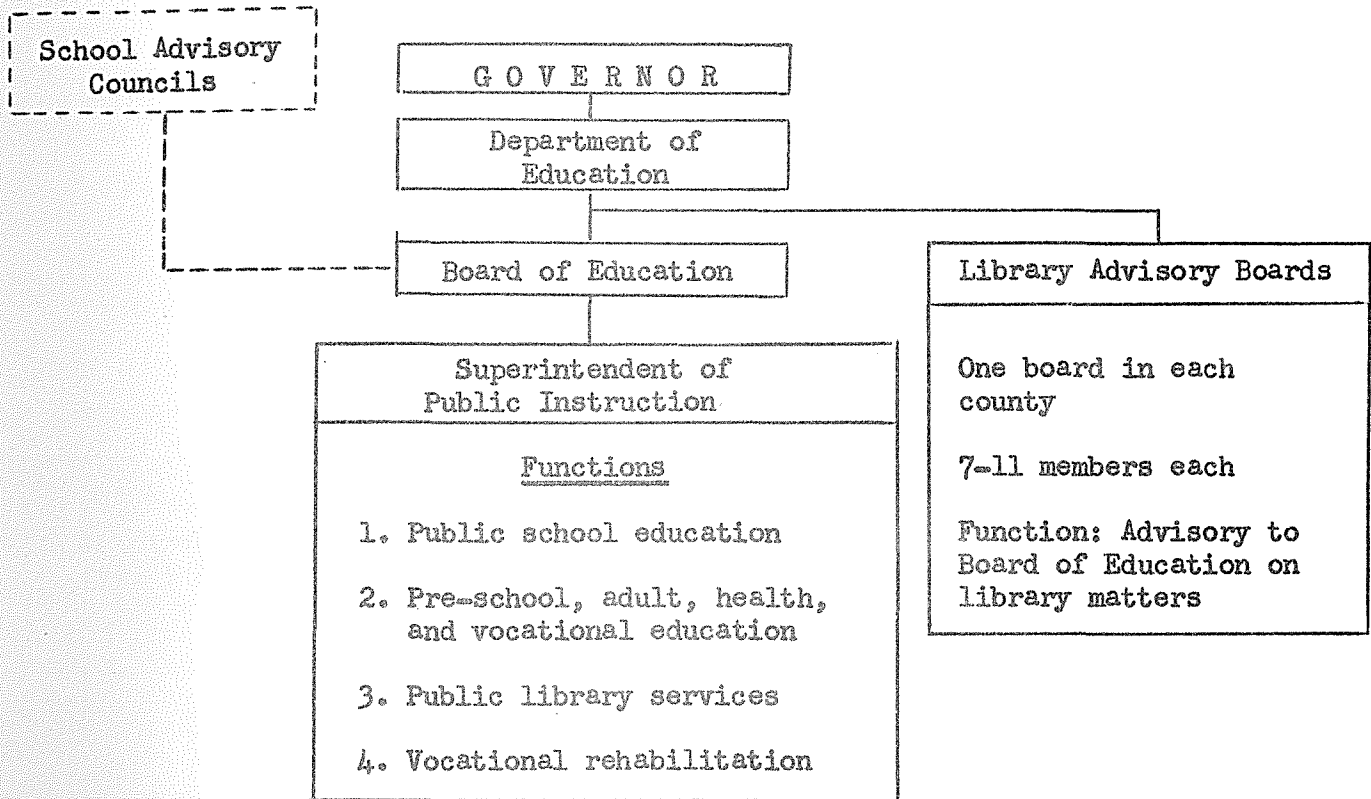 School Advisory
Councils
G O V E R N O R
Department of
Education
Board of Education
Superintendent of
Public Instruction
Functions
1. Public school education
2. Pre-school, adult, health,
and vocational education
3. Public library services
4. Vocational rehabilitation
Library Advisory Boards
One board in each
county
7-11 members each
Function: Advisory to
Board of Education on
library matters